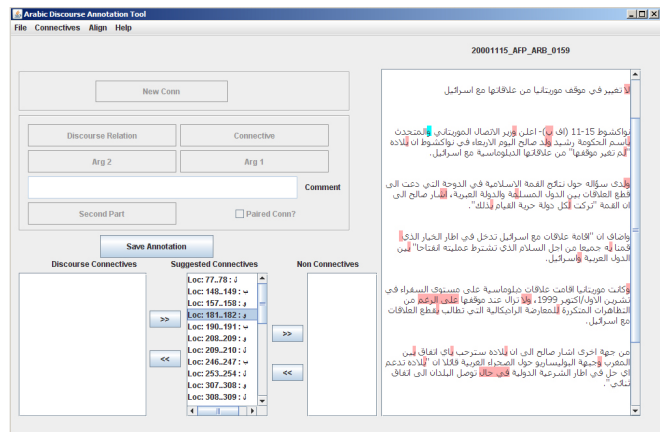 Arabic Discourse Annotation Tool
File Connectives Align Help
20001115_AFP_ARB_0159
New Conn
Discourse Relation
Connective
Arg 2
Arg 1
Comment
Second Part
Paired Conn?
Save Annotation
Discourse Connectives
Suggested Connectives
Non Connectives
Loc: 77..78 : ل
Loc: 148..149 : ب
Loc: 157..158 : و
Loc: 181..182 : و
Loc: 190..191 : ب
Loc: 208..209 : و
Loc: 209..210 : ل
Loc: 246..247 : ب
Loc: 253..254 : ل
Loc: 307..308 : و
Loc: 308..309 : ل
>>
<<
>>
<<
لا تغيير في موقف موريتانيا من علاقاتها مع اسرائيل
نواكشوط 15-11 (اف ب)- اعلن وزير الاتصال الموريتاني والمتحدث
باسم الحكومة رشيد ولد صالح اليوم الاربعاء في نواكشوط ان بلاده
"لم تغير موقفها" من علاقاتها الدبلوماسية مع اسرائيل.
ولدى سؤاله حول نتائج القمة الاسلامية في الدوحة التي دعت الى
قطع العلاقات بين الدول المسلمة والدولة العبرية، اشار صالح الى
ان القمة "تركت لكل دولة حرية القيام بذلك".
واضاف ان "اقامة علاقات مع اسرائيل تدخل في اطار الخيار الذي
قمنا به جميعا من اجل السلام الذي تشترط عمليته انفتاحا" بين
الدول العربية واسرائيل.
وكانت موريتانيا اقامت علاقات دبلوماسية على مستوى السفراء في
تشرين الاول/اكتوبر 1999، ولا تزال عند موقفها على الرغم من
التظاهرات المتكررة للمعارضة الراديكالية التي تطالب بقطع العلاقات
مع اسرائيل.
من جهة اخرى اشار صالح الى ان بلاده سترحب باي اتفاق بين
المغرب وجبهة البوليساريو حول الصحراء الغربية قائلا ان "بلاده تدعم
اي حل في اطار الشرعية الدولية في حال توصل البلدان الى اتفاق
ثنائي".